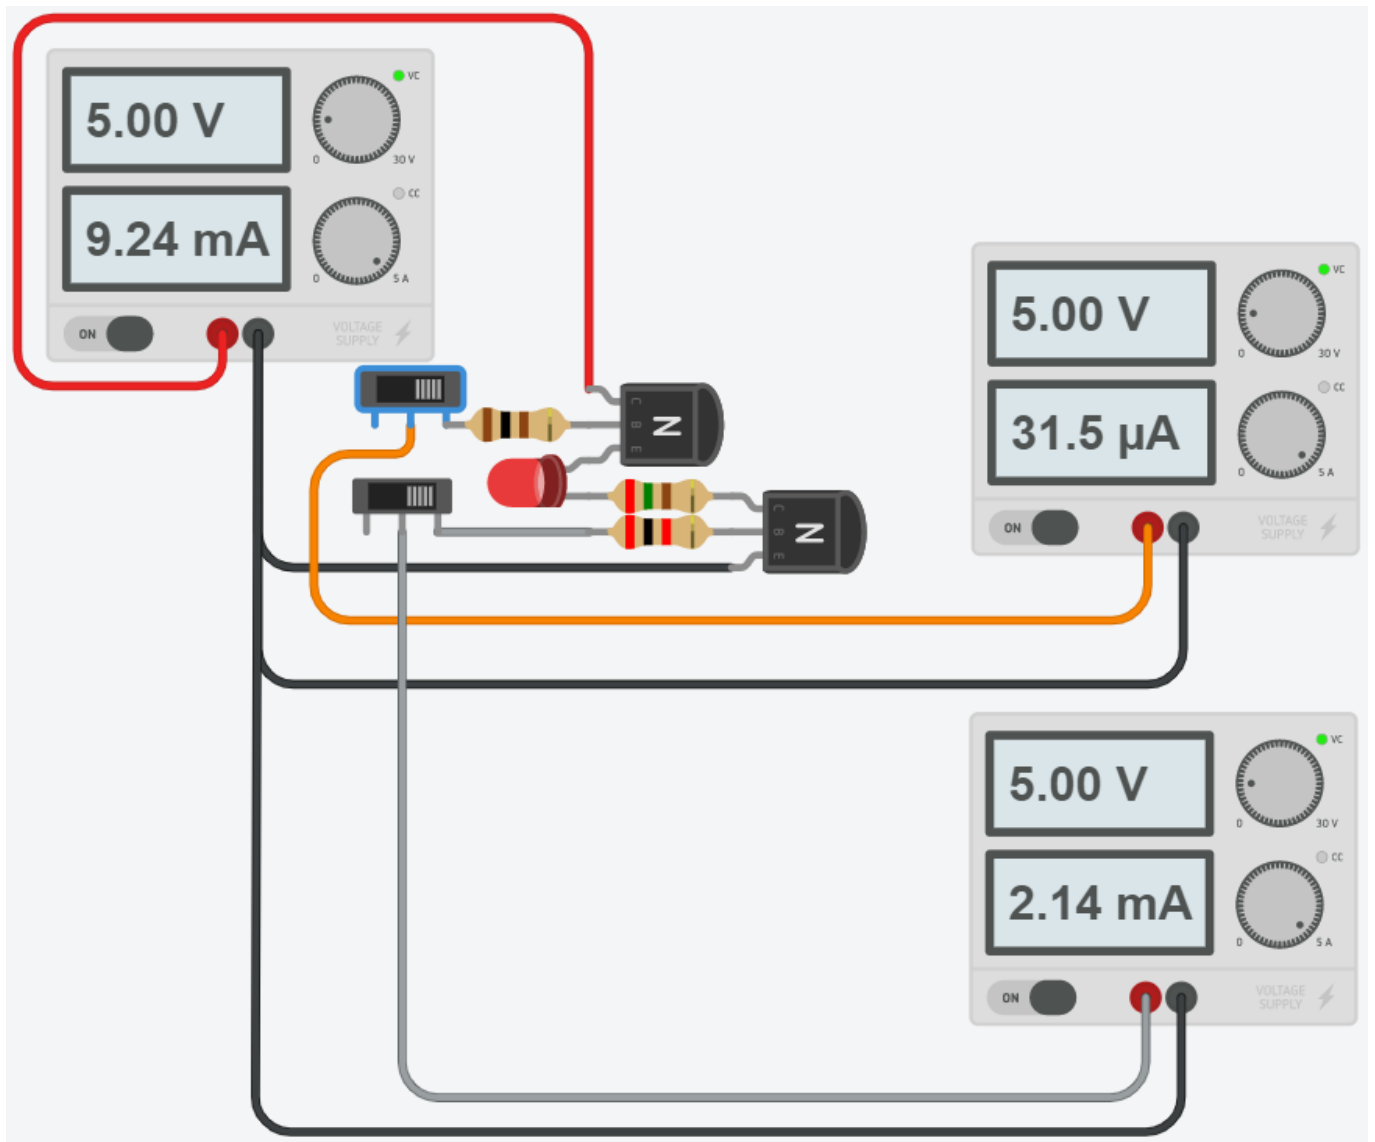 5.00 V
VC
0
30 V
9.24 mA
CC
0
5 A
ON
VOLTAGE
SUPPLY
5.00 V
VC
0
30 V
31.5 µA
CC
0
5 A
ON
VOLTAGE
SUPPLY
C
B
E
N
C
B
E
N
5.00 V
VC
0
30 V
2.14 mA
CC
0
5 A
ON
VOLTAGE
SUPPLY